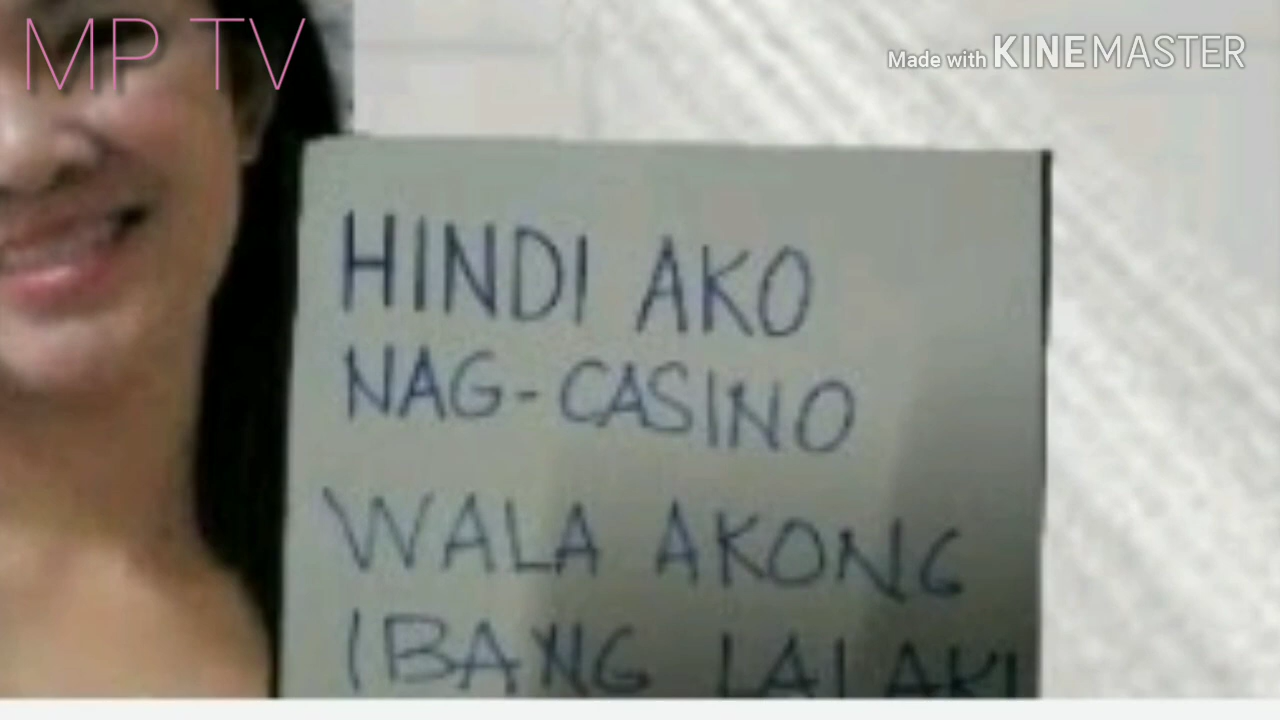 MP TV
Made with KINEMASTER
HINDI AKO
NAG-CASINO
WALA AKONG
IBANG LALAKI